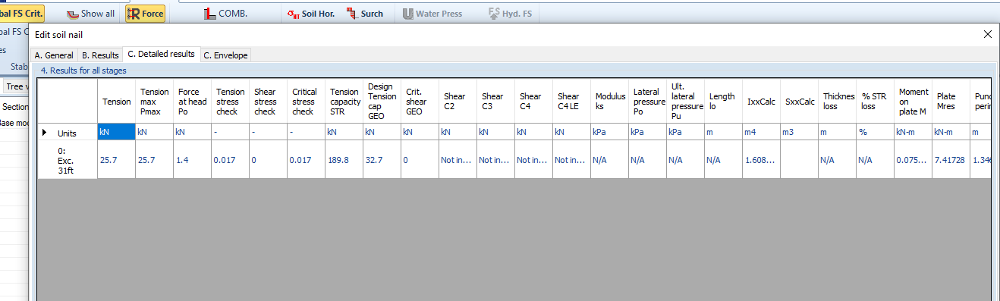 bal FS Crit.
Show all
Force
COMB.
Soil Hor.
Surch
Water Press
Hyd. FS
bal FS C
es
Stab
Tree v
Section
Base mod
Edit soil nail
A. General
B. Results
C. Detailed results
C. Envelope
4. Results for all stages
Tension
Tension max Pmax
Force at head Po
Tension stress check
Shear stress check
Critical stress check
Tension capacity STR
Design Tension cap GEO
Crit. shear GEO
Shear C2
Shear C3
Shear C4
Shear C4 LE
Modulus ks
Lateral pressure Po
Ult. lateral pressure Pu
Length lo
IxxCalc
SxxCalc
Thicknes loss
% STR loss
Moment on plate M
Plate Mres
Punc perir
Units kN kN kN - - - kN kN kN kN kN kN kN kPa kPa kPa m m4 m3 m % kN-m kN-m m
0: Exc. 31ft 25.7 25.7 1.4 0.017 0 0.017 189.8 32.7 0 Not in... Not in... Not in... Not in... N/A N/A N/A N/A 1.608... N/A N/A 0.075... 7.41728 1.346